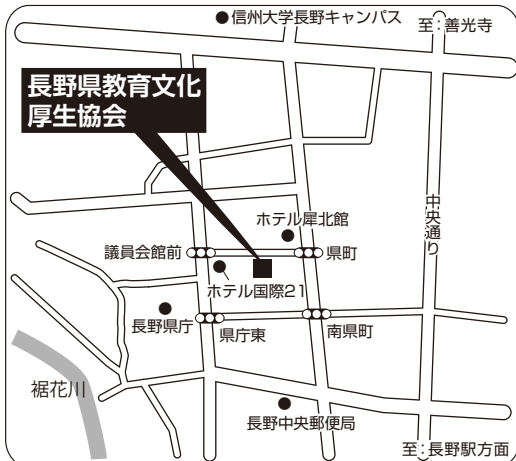 信州大学長野キャンパス
至：善光寺
長野県教育文化
厚生協会
中央通り
ホテル犀北館
議員会館前
県町
ホテル国際21
長野県庁
県庁東
南県町
裾花川
長野中央郵便局
至：長野駅方面